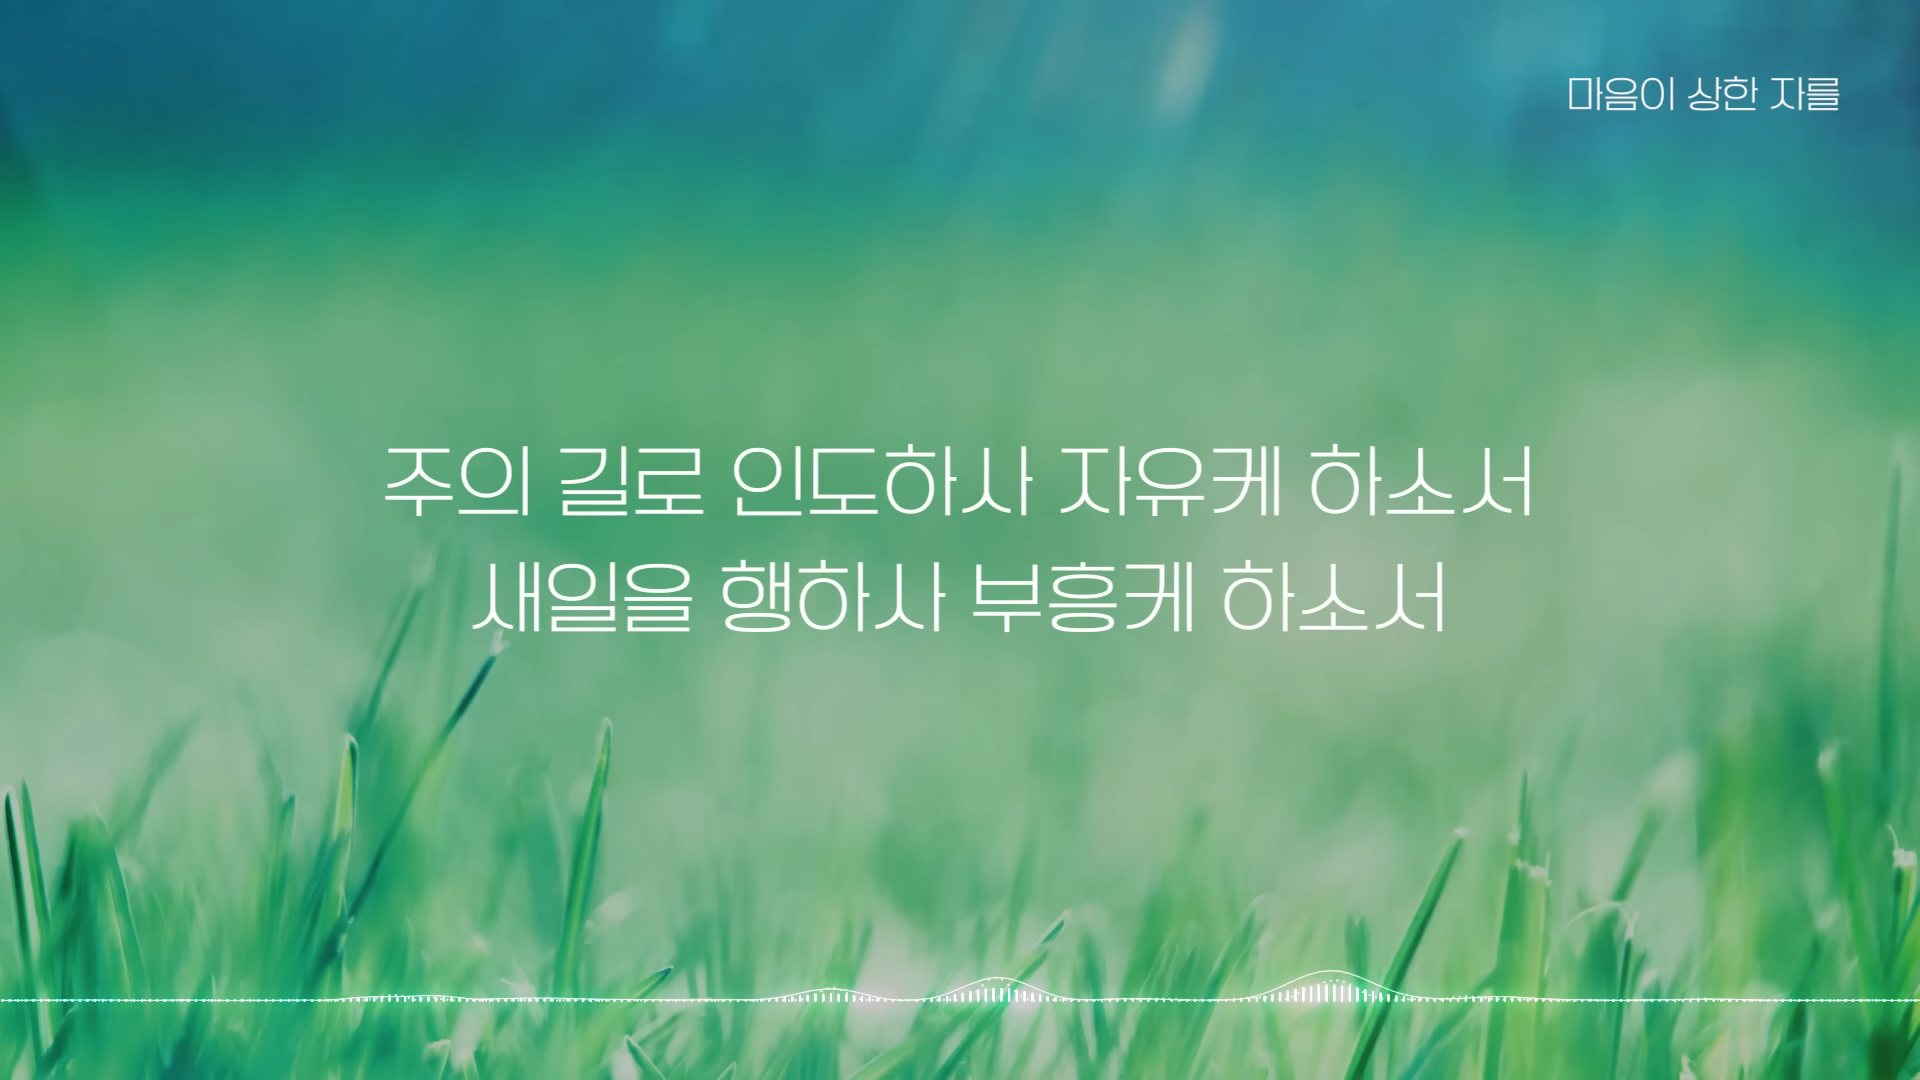 마음이 상한 자를
주의 길로 인도하사 자유케 하소서
새일을 행하사 부흥케 하소서